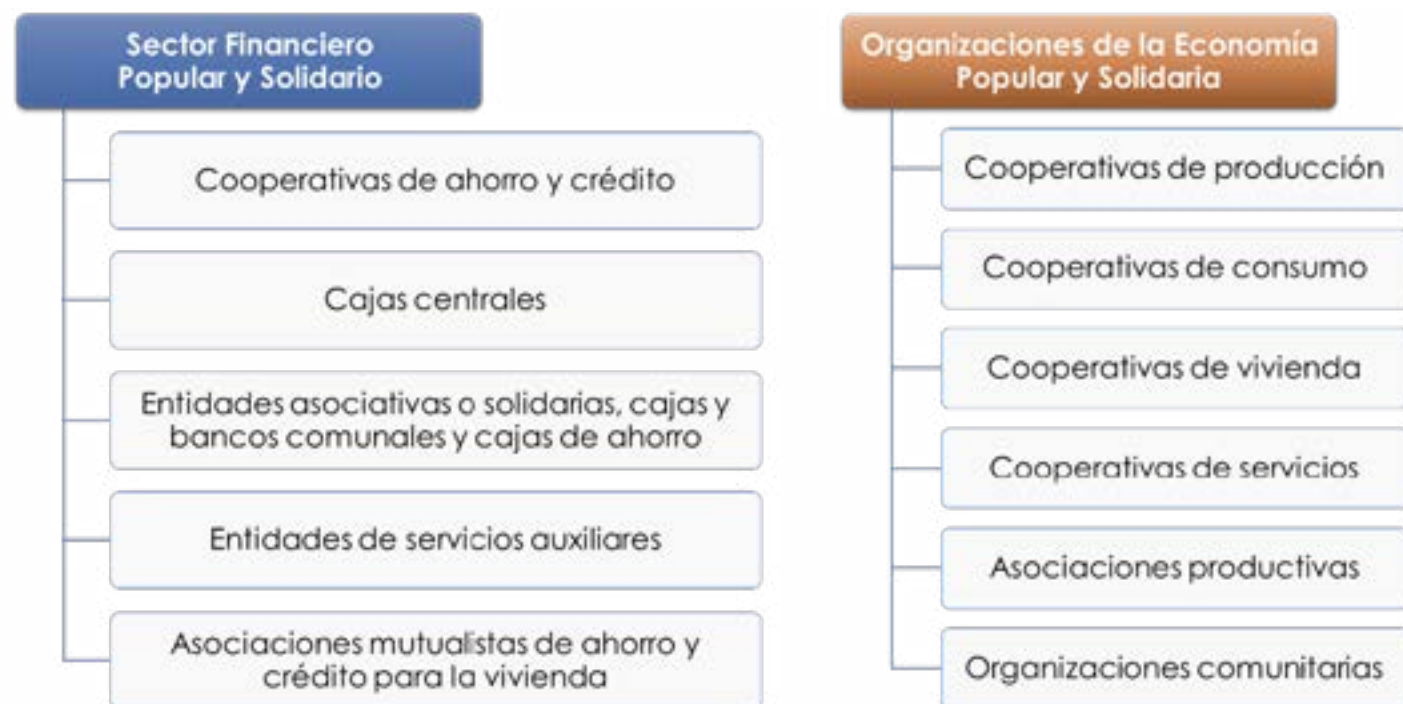 Sector Financiero
Popular y Solidario
Cooperativas de ahorro y crédito
Cajas centrales
Entidades asociativas o solidarias, cajas y
bancos comunales y cajas de ahorro
Entidades de servicios auxiliares
Asociaciones mutualistas de ahorro y
crédito para la vivienda
Organizaciones de la Economía
Popular y Solidaria
Cooperativas de producción
Cooperativas de consumo
Cooperativas de vivienda
Cooperativas de servicios
Asociaciones productivas
Organizaciones comunitarias